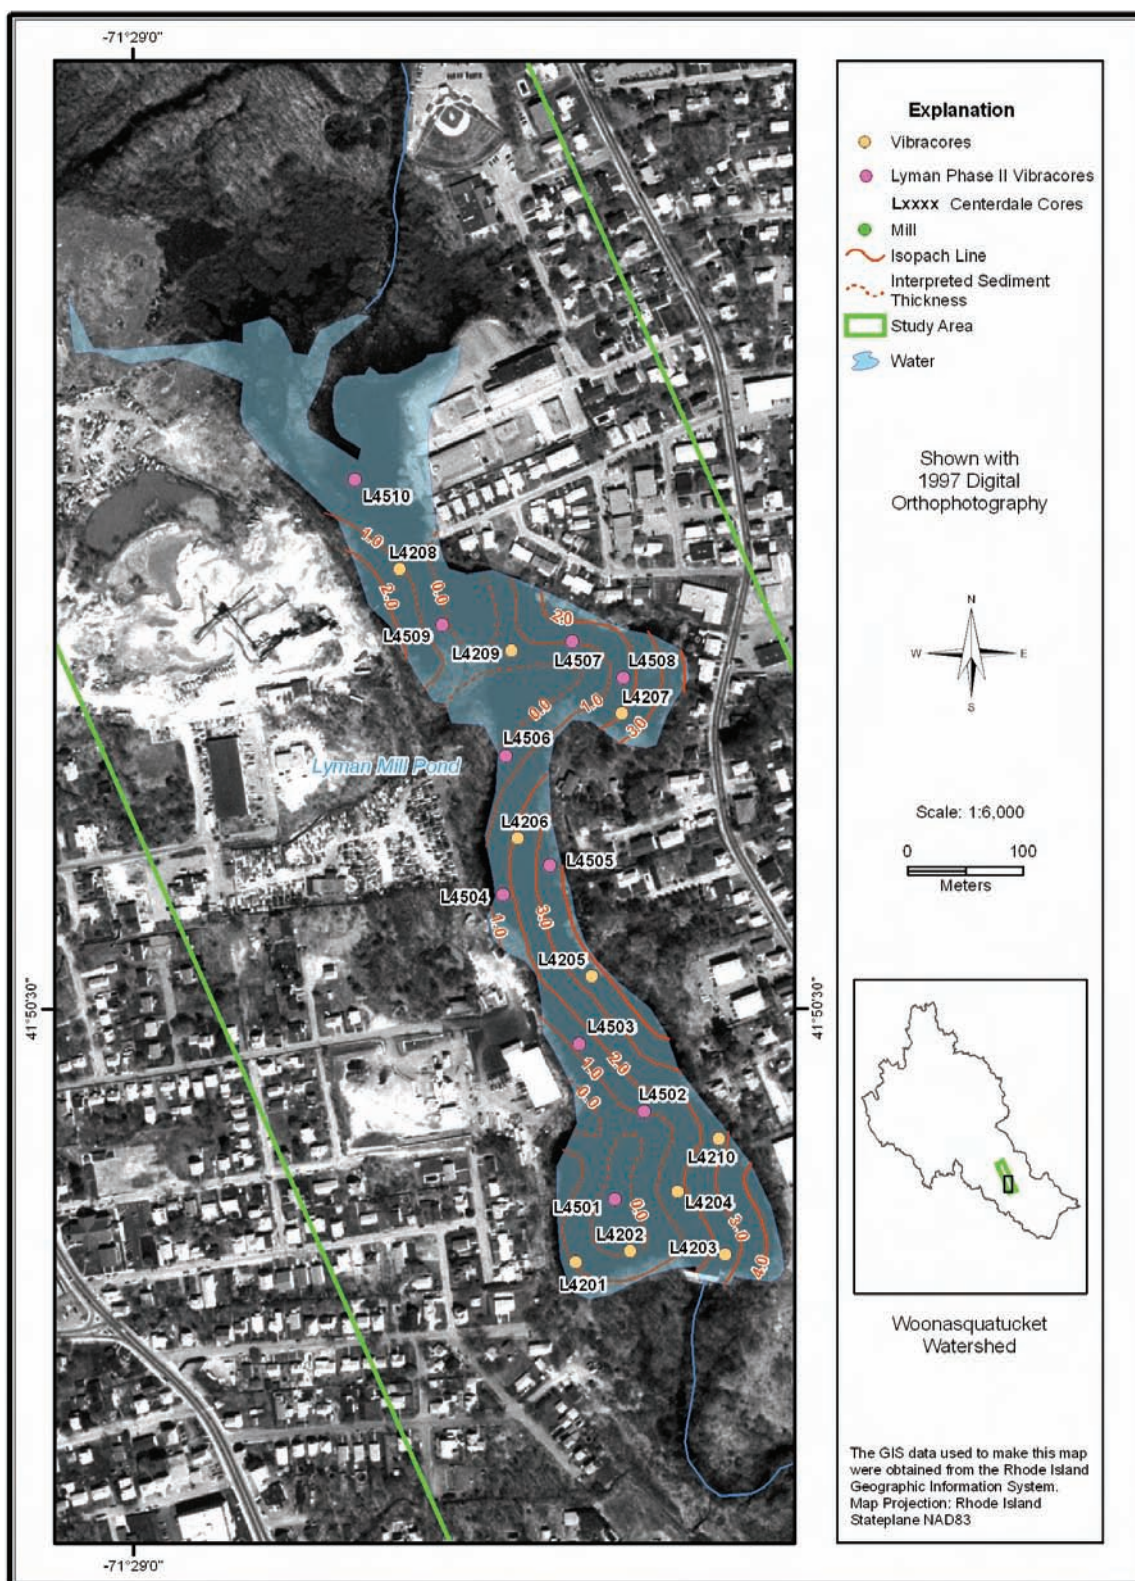 -71°29'0"
Explanation
Vibracores
Lyman Phase II Vibracores
Lxxxx Centerdale Cores
Mill
Isopach Line
Interpreted Sediment
Thickness
Study Area
Water
Shown with
1997 Digital
Orthophotography
N
W E
S
Scale: 1:6,000
0 100
Meters
Woonasquatucket
Watershed
The GIS data used to make this map
were obtained from the Rhode Island
Geographic Information System.
Map Projection: Rhode Island
Stateplane NAD83
L4510
1.0
L4208
2.0
0.0
2.0
L4509
L4209
L4507
L4508
L4207
0.0
1.0
3.0
L4506
Lyman Mill Pond
L4206
L4505
L4504
1.0
3.0
L4205
41°50'30"
41°50'30"
L4503
2.0
1.0
0.0
L4502
L4210
L4501
0.0
L4204
L4202
3.0
L4203
4.0
L4201
-71°29'0"